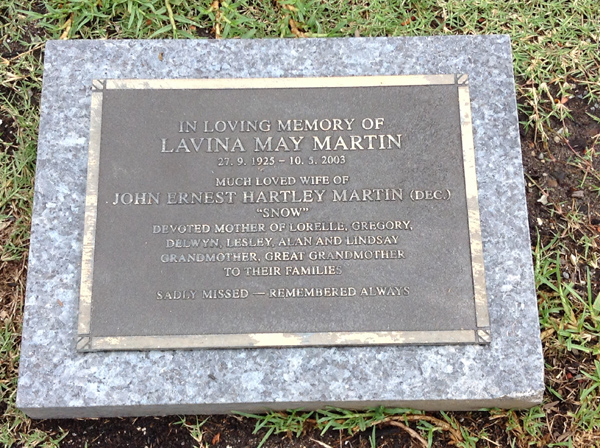 IN LOVING MEMORY OF
LAVINA MAY MARTIN
27. 9. 1925 – 10. 5. 2003
MUCH LOVED WIFE OF
JOHN ERNEST HARTLEY MARTIN (DEC.)
"SNOW"
DEVOTED MOTHER OF LORELLE, GREGORY,
DELWYN, LESLEY, ALAN AND LINDSAY
GRANDMOTHER, GREAT GRANDMOTHER
TO THEIR FAMILIES
SADLY MISSED — REMEMBERED ALWAYS